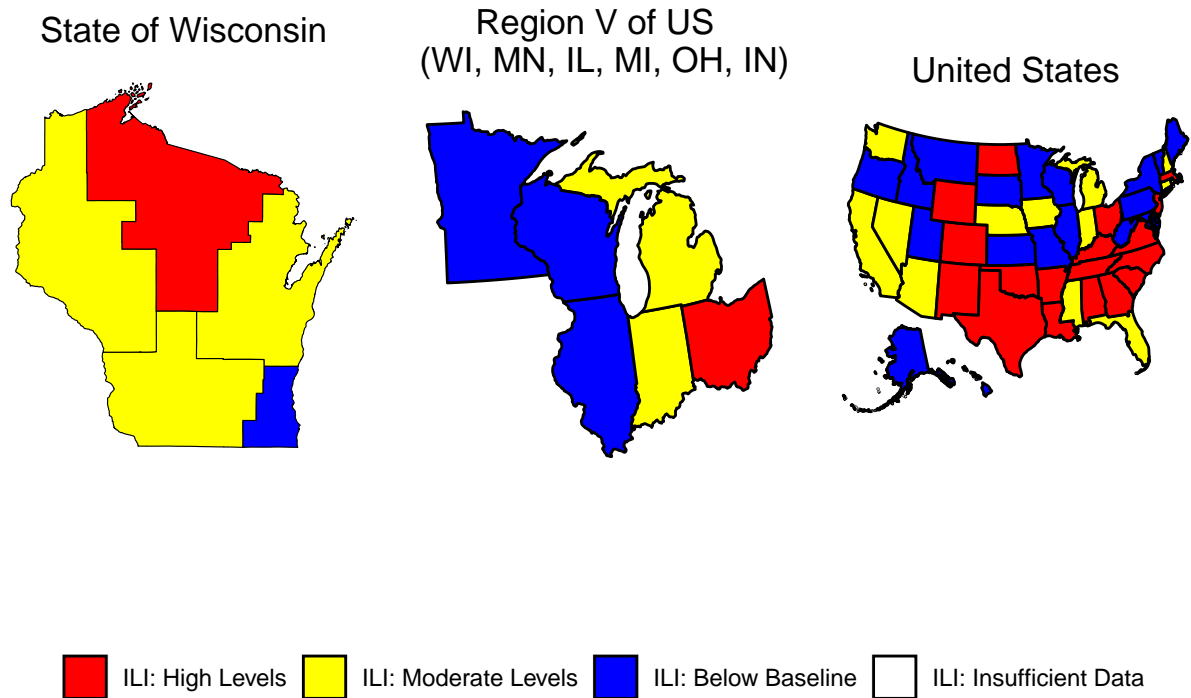 State of Wisconsin
Region V of US
(WI, MN, IL, MI, OH, IN)
United States
ILI: High Levels
ILI: Moderate Levels
ILI: Below Baseline
ILI: Insufficient Data